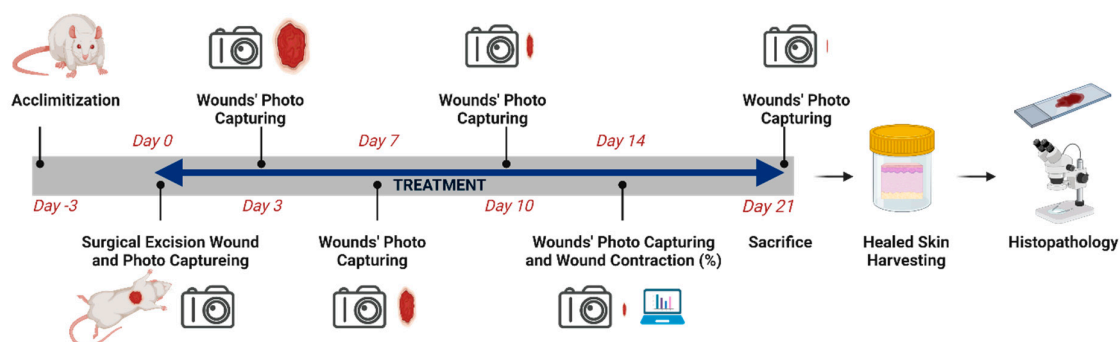 Acclimitization
Wounds' Photo
Capturing
Wounds' Photo
Capturing
Wounds' Photo
Capturing
Day 0
Day 7
Day 14
TREATMENT
Day -3
Day 3
Day 10
Day 21
Surgical Excision Wound
and Photo Captureing
Wounds' Photo
Capturing
Wounds' Photo Capturing
and Wound Contraction (%)
Sacrifice
Healed Skin
Harvesting
Histopathology